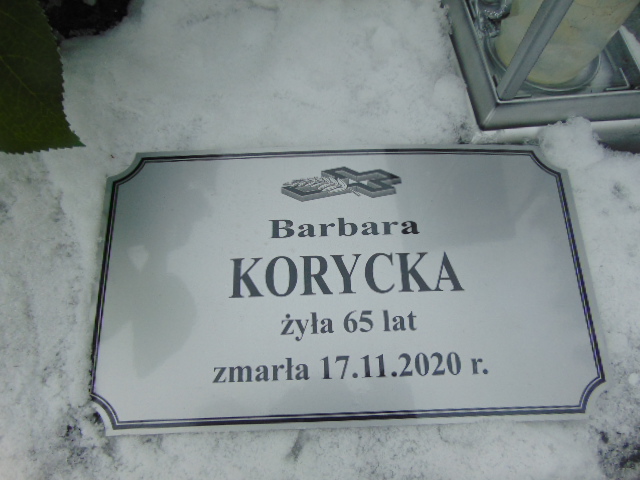 Barbara
KORYCKA
żyła 65 lat
zmarła 17.11.2020 r.